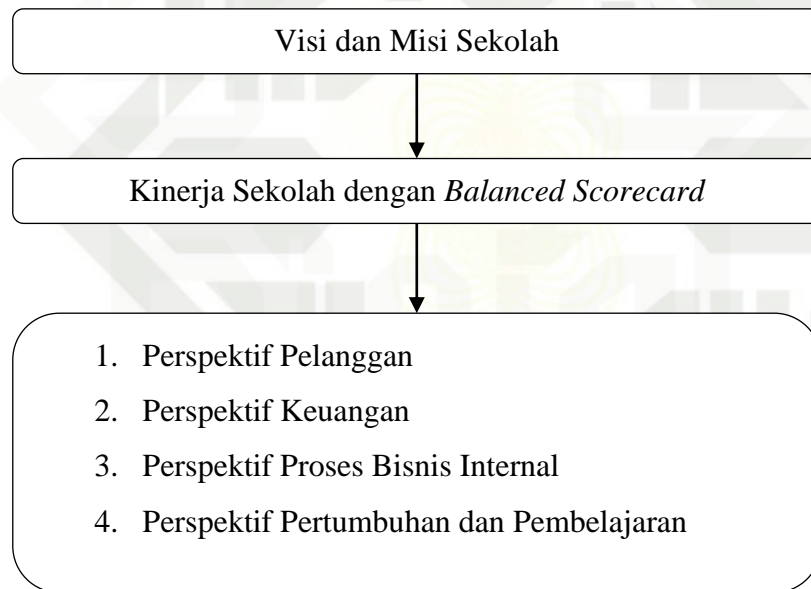 Visi dan Misi Sekolah
Kinerja Sekolah dengan Balanced Scorecard
1. Perspektif Pelanggan
2. Perspektif Keuangan
3. Perspektif Proses Bisnis Internal
4. Perspektif Pertumbuhan dan Pembelajaran